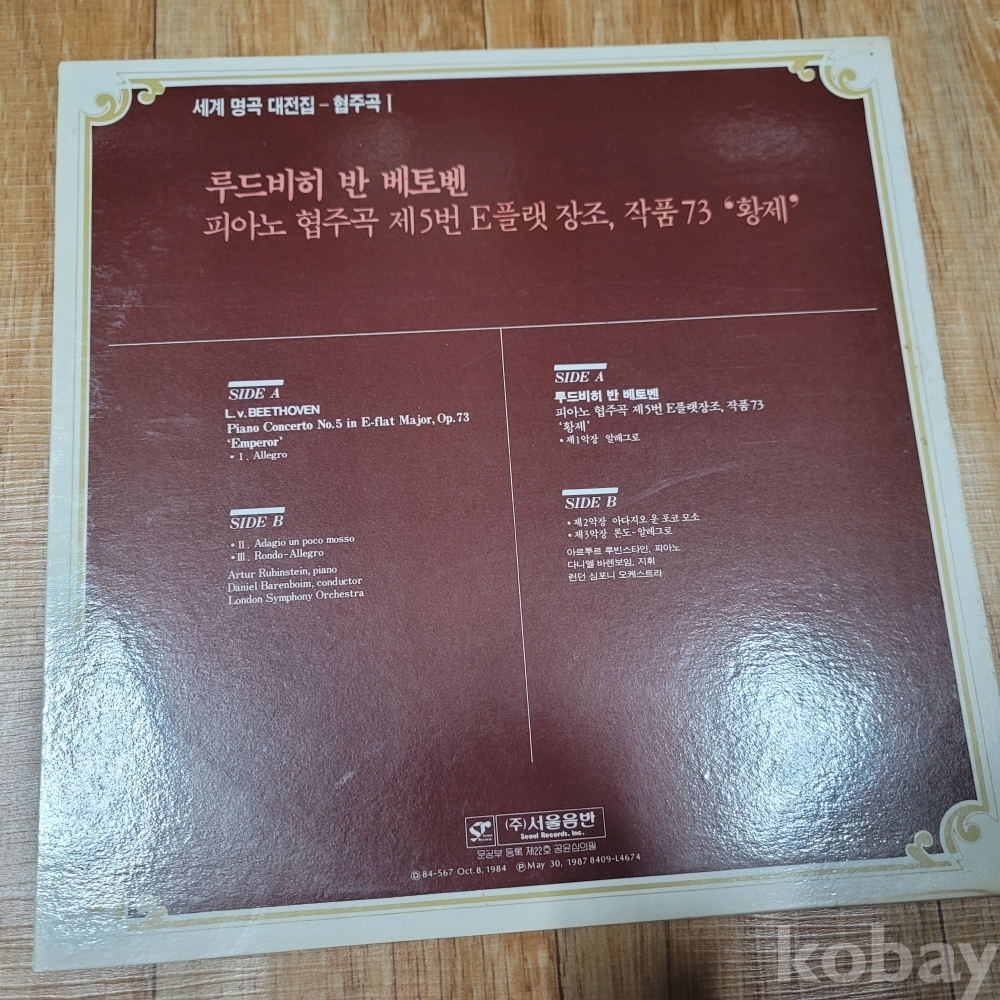 세계 명곡 대전집 – 협주곡 Ⅰ
루드비히 반 베토벤
피아노 협주곡 제5번 E플랫 장조, 작품 73 ‘황제’
SIDE A
L.v.BEETHOVEN
Piano Concerto No.5 in E-flat Major, Op.73
‘Emperor’
• Ⅰ. Allegro
SIDE B
• Ⅱ. Adagio un poco mosso
• Ⅲ. Rondo-Allegro
Artur Rubinstein, piano
Daniel Barenboim, conductor
London Symphony Orchestra
SIDE A
루드비히 반 베토벤
피아노 협주곡 제5번 E플랫장조, 작품73
‘황제’
• 제1악장 알레그로
SIDE B
• 제2악장 아다지오 운 포코 모소
• 제3악장 론도-알레그로
아르투르 루빈스타인, 피아노
다니엘 바렌보임, 지휘
런던 심포니 오케스트라
(주)서울음반
Seoul Records, Inc.
문공부 등록 제22호 공윤심의필
Ⓓ 84-567 Oct.8, 1984 Ⓟ May 30, 1987 8409-L4674
kobay